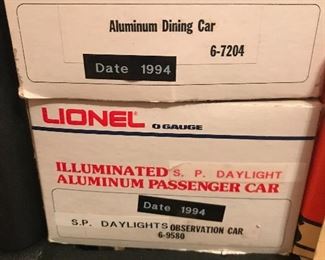 Aluminum Dining Car
6-7204
Date 1994
LIONEL O GAUGE
ILLUMINATED S. P. DAYLIGHT
ALUMINUM PASSENGER CAR
Date 1994
S.P. DAYLIGHTS OBSERVATION CAR
6-9580